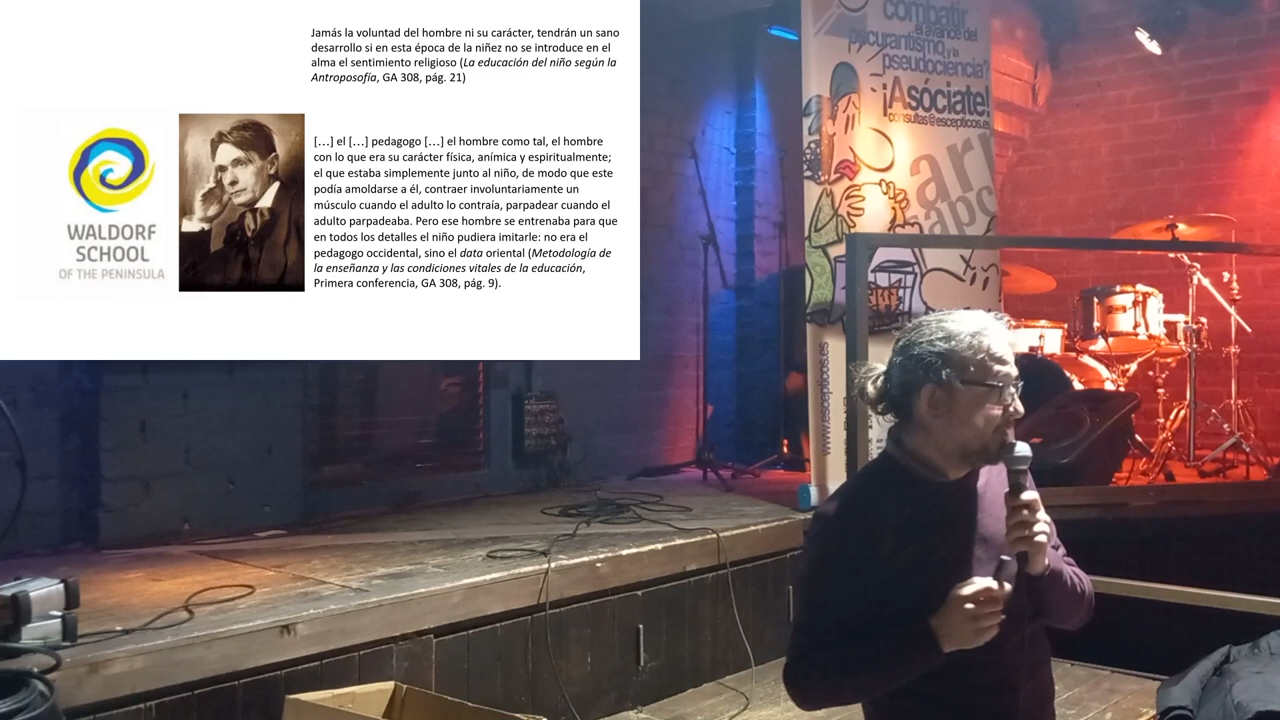 Jamás la voluntad del hombre ni su carácter, tendrán un sano
desarrollo si en esta época de la niñez no se introduce en el
alma el sentimiento religioso (La educación del niño según la
Antroposofía, GA 308, pág. 21)
[…] el […] pedagogo […] el hombre como tal, el hombre
con lo que era su carácter física, anímica y espiritualmente;
el que estaba simplemente junto al niño, de modo que este
podía amoldarse a él, contraer involuntariamente un
músculo cuando el adulto lo contraía, parpadear cuando el
adulto parpadeaba. Pero ese hombre se entrenaba para que
en todos los detalles el niño pudiera imitarle: no era el
pedagogo occidental, sino el data oriental (Metodología de
la enseñanza y las condiciones vitales de la educación,
Primera conferencia, GA 308, pág. 9).
WALDORF
SCHOOL
OF THE PENINSULA
combatir
el avance del
oscurantismo y la
pseudociencia?
¡Asóciate!
consultas@escepticos.es
www.escepticos.es